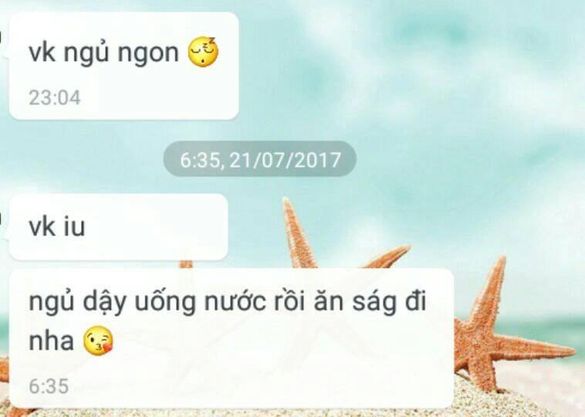 vk ngủ ngon 😴
23:04
6:35, 21/07/2017
vk iu
ngủ dậy uống nước rồi ăn ság đi
nha 😘
6:35